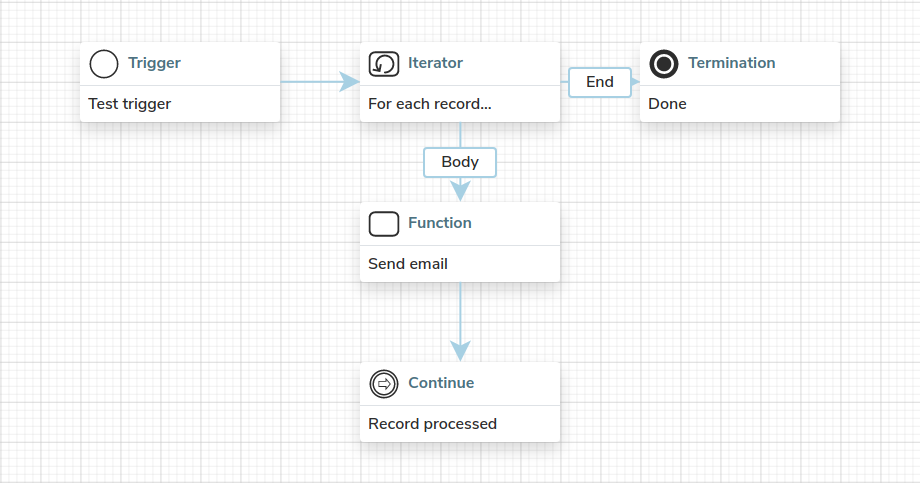 Trigger
Test trigger
Iterator
For each record...
End
Termination
Done
Body
Function
Send email
Continue
Record processed